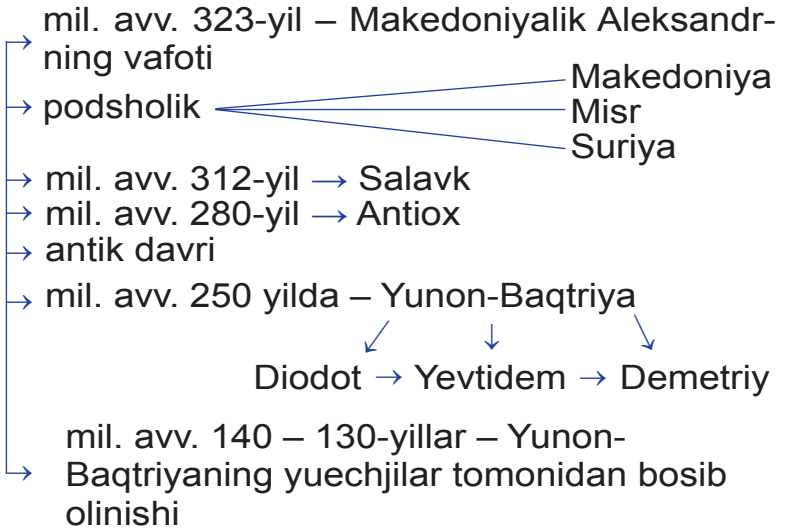 mil. avv. 323-yil – Makedoniyalik Aleksandr-
ning vafoti
podsholik
Makedoniya
Misr
Suriya
mil. avv. 312-yil → Salavk
mil. avv. 280-yil → Antiox
antik davri
mil. avv. 250 yilda – Yunon-Baqtriya
Diodot → Yevtidem → Demetriy
mil. avv. 140 – 130-yillar – Yunon-
Baqtriyaning yuechjilar tomonidan bosib
olinishi